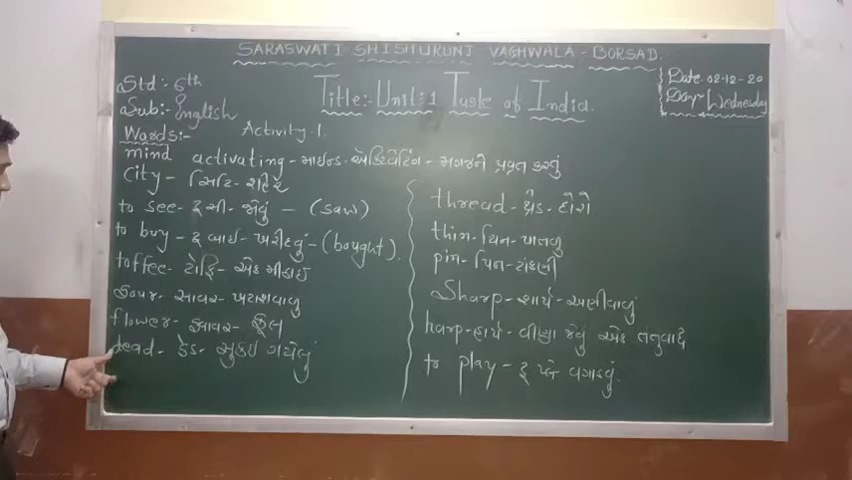 SARASWATI SHISHUKUNJ VAGHWALA - BORSAD.
Std:- 6th
Sub:- English
Title:- Unit:1 Taste of India.
Date. 02-12-20
Day:- Wednesday
Words:- Activity.1
mind activating - માઇન્ડ એક્ટિવેટિંગ - મગજને પ્રવૃત્ત કરવું
city - સિટિ - શહેર
to see - ટુ સી - જોવું - (saw)
to buy - ટુ બાઇ - ખરીદવું - (bought).
toffee - ટોફિ - એક મીઠાઇ
sour - સાવર - ખટાશવાળુ
flower - ફ્લાવર - ફૂલ
dead - ડેડ - સુકાઇ ગયેલું
thread - થ્રેડ - દોરો
thin - થિન - પાતળુ
pin - પિન - ટાંકણી
Sharp - શાર્પ - અણીવાળું
harp - હાર્પ - વીણા જેવું એક તંતુવાદ્ય
to play - ટુ પ્લે વગાડવું.